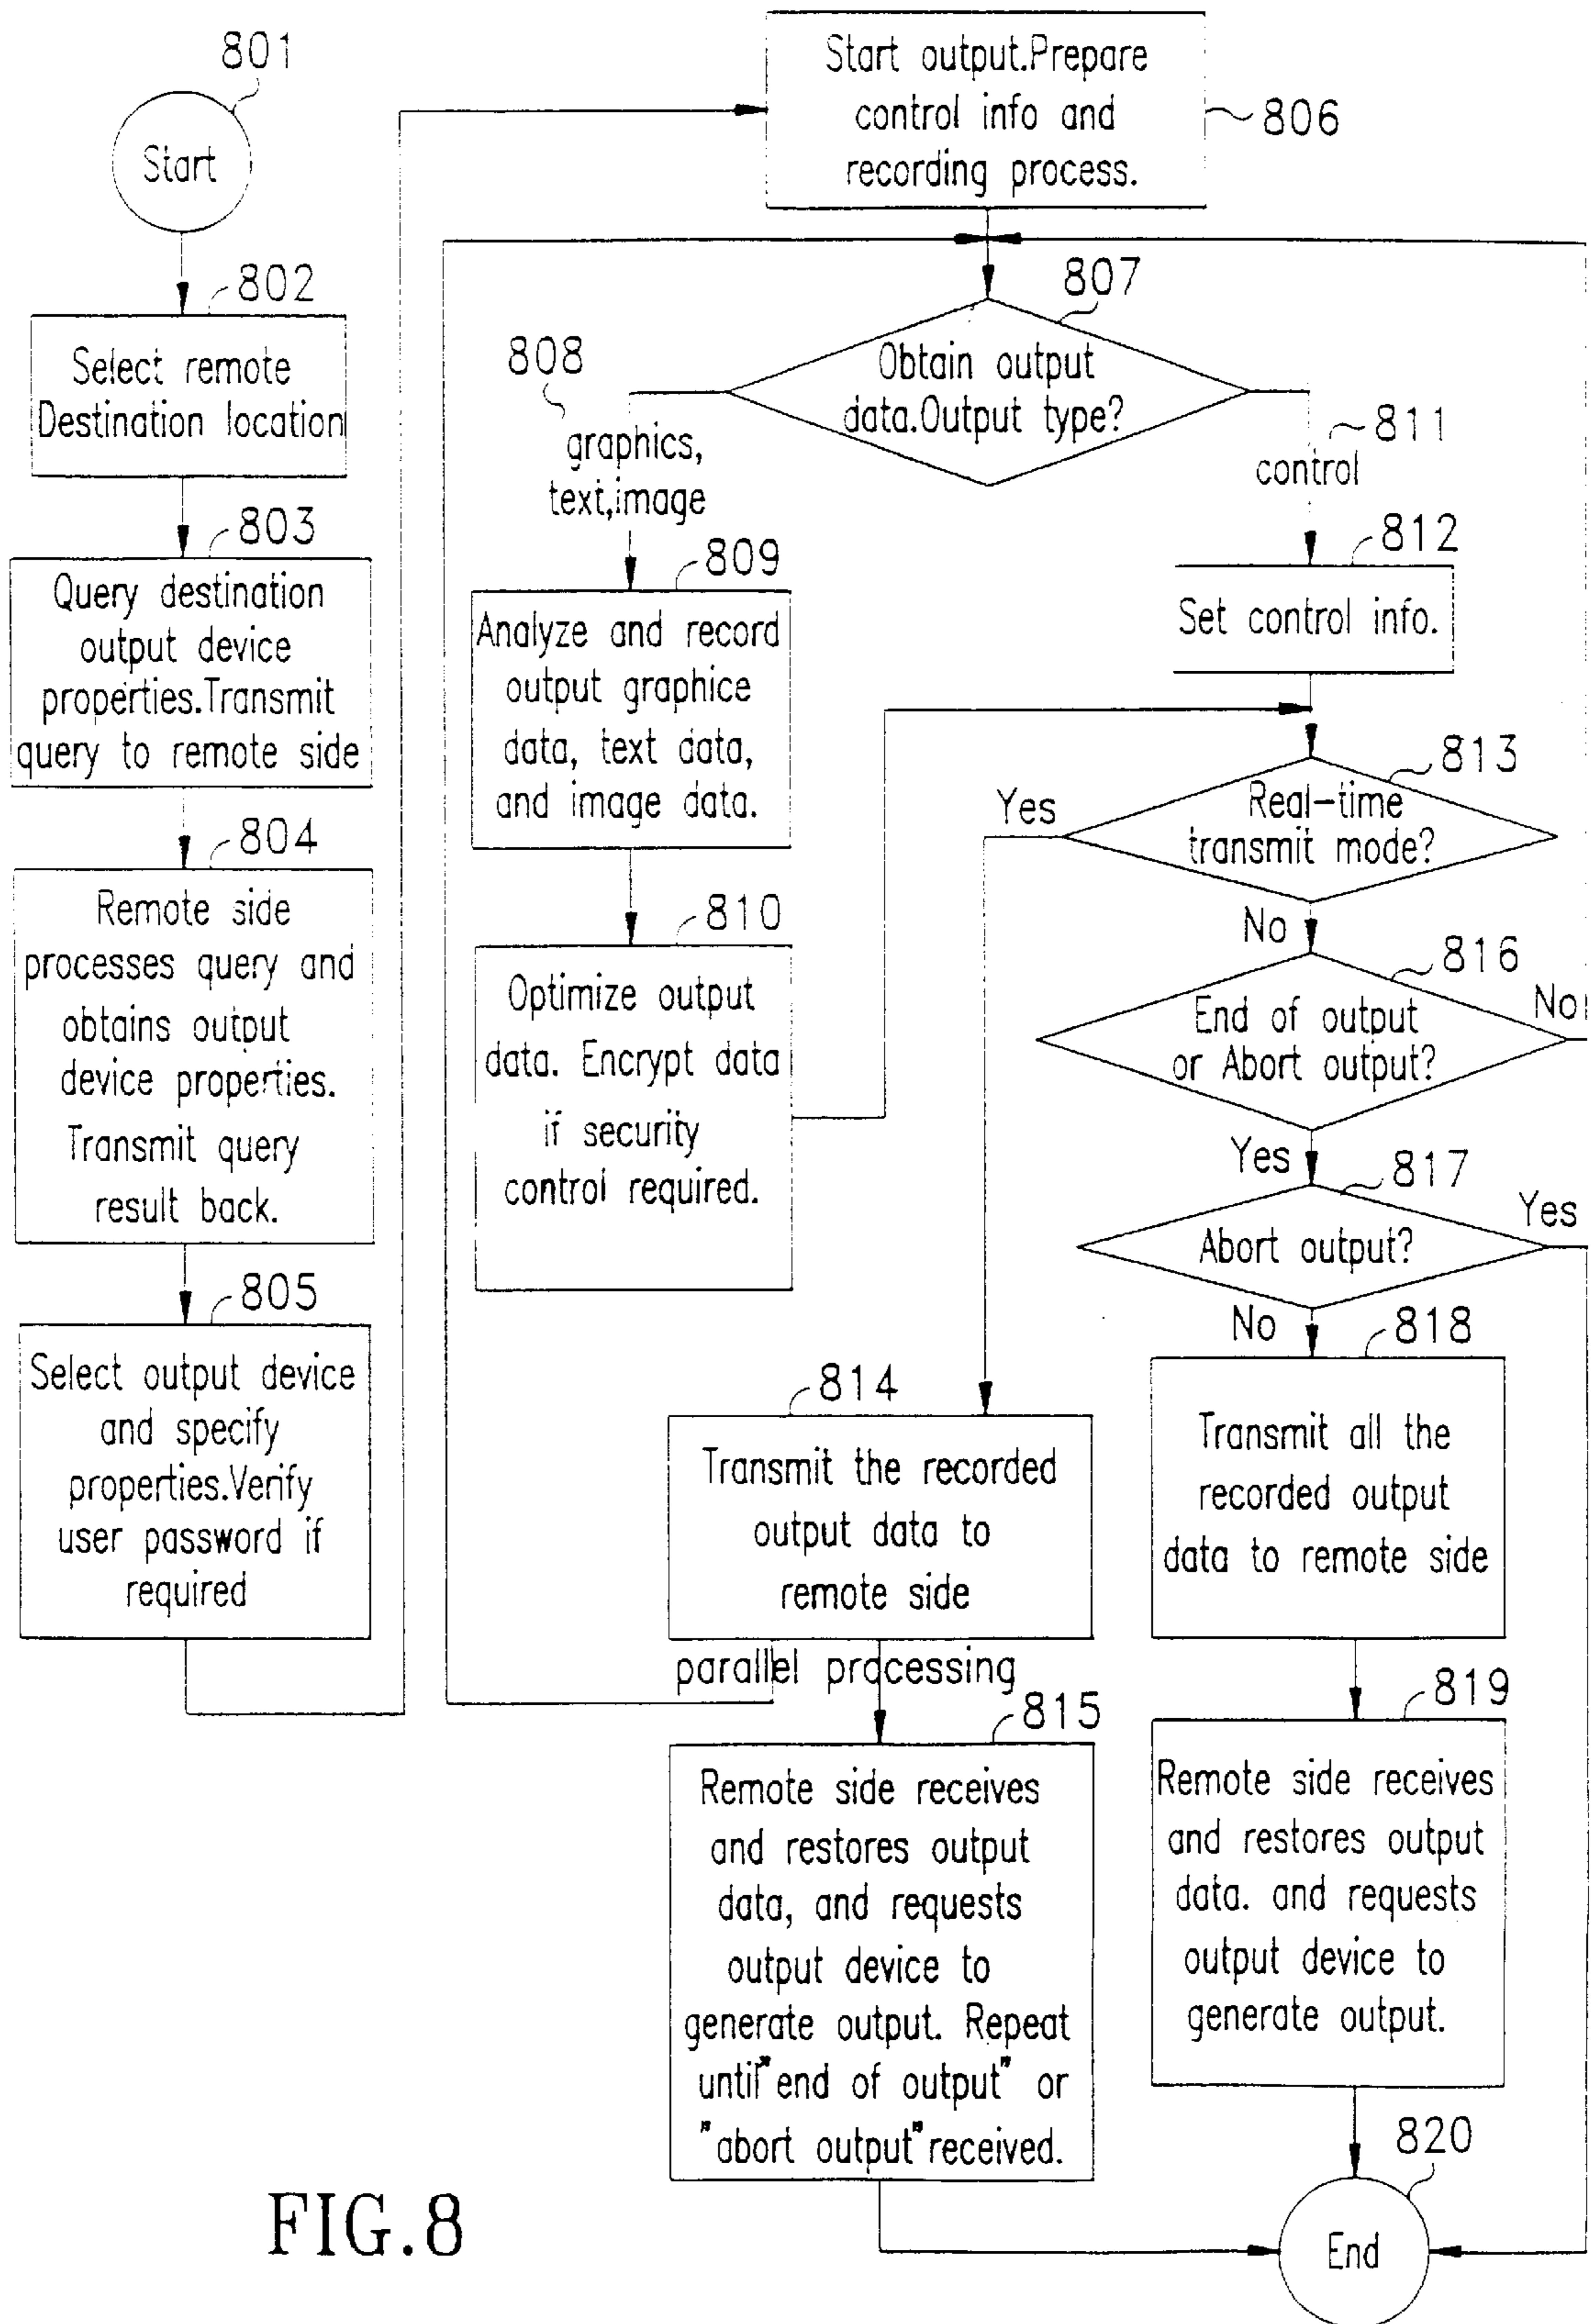 801
Start
802
Select remote
Destination location
803
Query destination
output device
properties.Transmit
query to remote side
804
Remote side
processes query and
obtains output
device properties.
Transmit query
result back.
805
Select output device
and specify
properties.Verify
user password if
required
Start output.Prepare
control info and
recording process.
806
807
Obtain output
data.Output type?
808
graphics,
text,image
809
Analyze and record
output graphice
data, text data,
and image data.
810
Optimize output
data. Encrypt data
if security
control required.
811
control
812
Set control info.
813
Real-time
transmit mode?
Yes
No
814
Transmit the recorded
output data to
remote side
parallel processing
815
Remote side receives
and restores output
data, and requests
output device to
generate output. Repeat
until"end of output" or
"abort output"received.
816
End of output
or Abort output?
No
Yes
817
Abort output?
Yes
No
818
Transmit all the
recorded output
data to remote side
819
Remote side receives
and restores output
data. and requests
output device to
generate output.
820
End
FIG.8